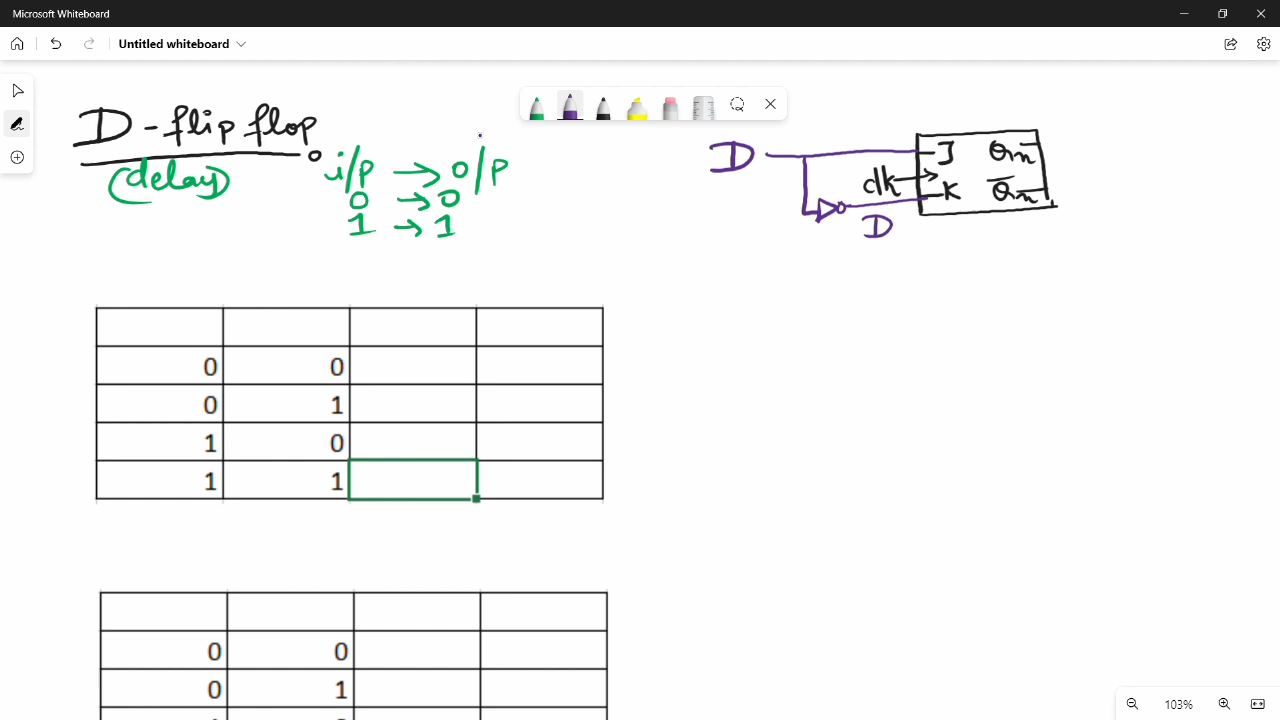 Microsoft Whiteboard
Untitled whiteboard
D - flip flop
(delay)
i/p → o/p
0 → 0
1 → 1
D
J Qn
clk
K Q̅n
D
0 0
0 1
1 0
1 1
0 0
0 1
103%